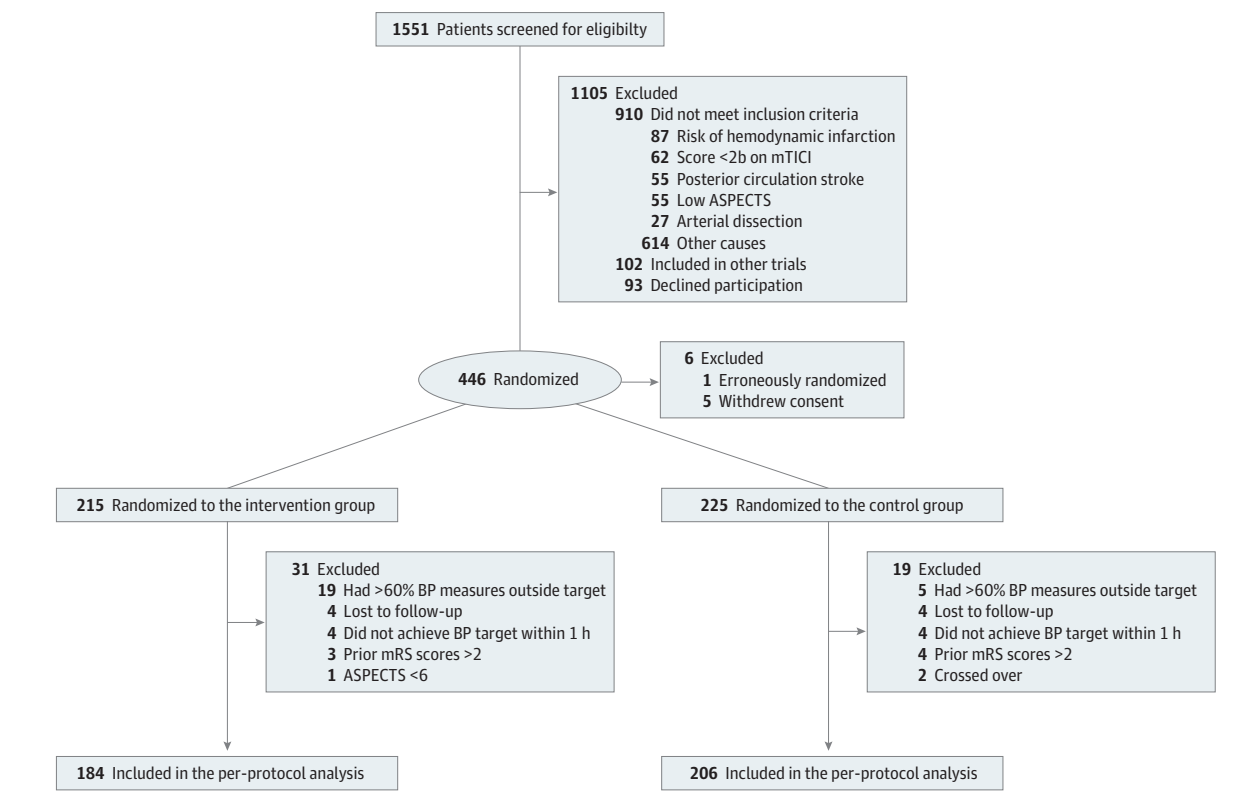 1551 Patients screened for eligibilty
1105 Excluded
910 Did not meet inclusion criteria
87 Risk of hemodynamic infarction
62 Score <2b on mTICI
55 Posterior circulation stroke
55 Low ASPECTS
27 Arterial dissection
614 Other causes
102 Included in other trials
93 Declined participation
446 Randomized
6 Excluded
1 Erroneously randomized
5 Withdrew consent
215 Randomized to the intervention group
31 Excluded
19 Had >60% BP measures outside target
4 Lost to follow-up
4 Did not achieve BP target within 1 h
3 Prior mRS scores >2
1 ASPECTS <6
184 Included in the per-protocol analysis
225 Randomized to the control group
19 Excluded
5 Had >60% BP measures outside target
4 Lost to follow-up
4 Did not achieve BP target within 1 h
4 Prior mRS scores >2
2 Crossed over
206 Included in the per-protocol analysis